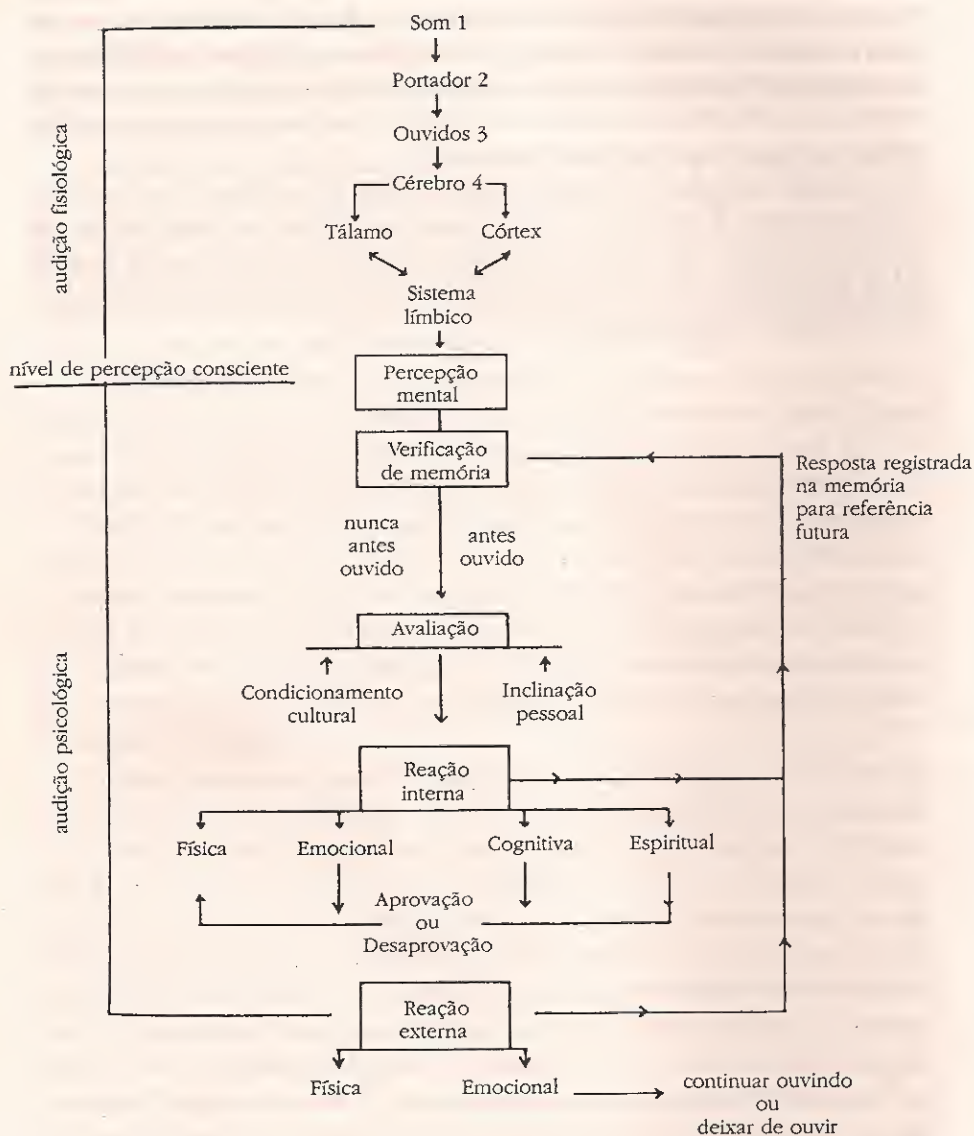 Som 1
Portador 2
Ouvidos 3
Cérebro 4
Tálamo
Córtex
Sistema
límbico
audição fisiológica
nível de percepção consciente
Percepção
mental
Verificação
de memória
Resposta registrada
na memória
para referência
futura
nunca
antes
ouvido
antes
ouvido
Avaliação
Condicionamento
cultural
Inclinação
pessoal
audição psicológica
Reação
interna
Física
Emocional
Cognitiva
Espiritual
Aprovação
ou
Desaprovação
Reação
externa
Física
Emocional
continuar ouvindo
ou
deixar de ouvir